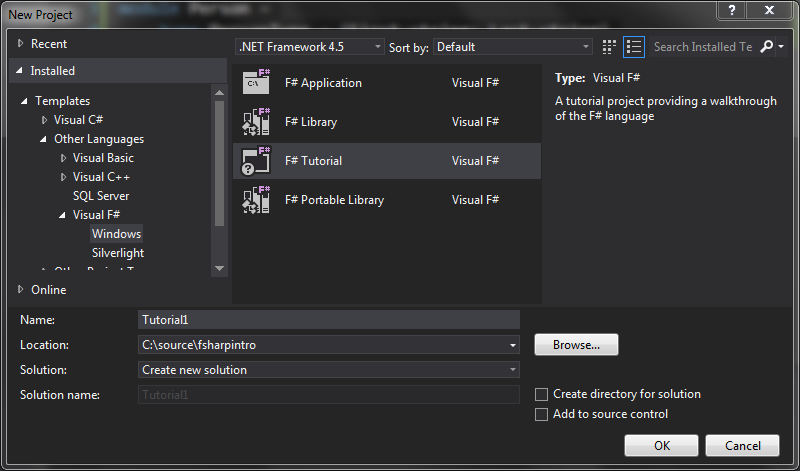 New Project
Recent
.NET Framework 4.5 Sort by: Default Search Installed Te
Installed
Templates
Visual C#
Other Languages
Visual Basic
Visual C++
SQL Server
Visual F#
Windows
Silverlight
Online
F# Application Visual F#
F# Library Visual F#
F# Tutorial Visual F#
F# Portable Library Visual F#
Type: Visual F#
A tutorial project providing a walkthrough
of the F# language
Name: Tutorial1
Location: C:\source\fsharpintro Browse...
Solution: Create new solution
Solution name: Tutorial1
Create directory for solution
Add to source control
OK Cancel